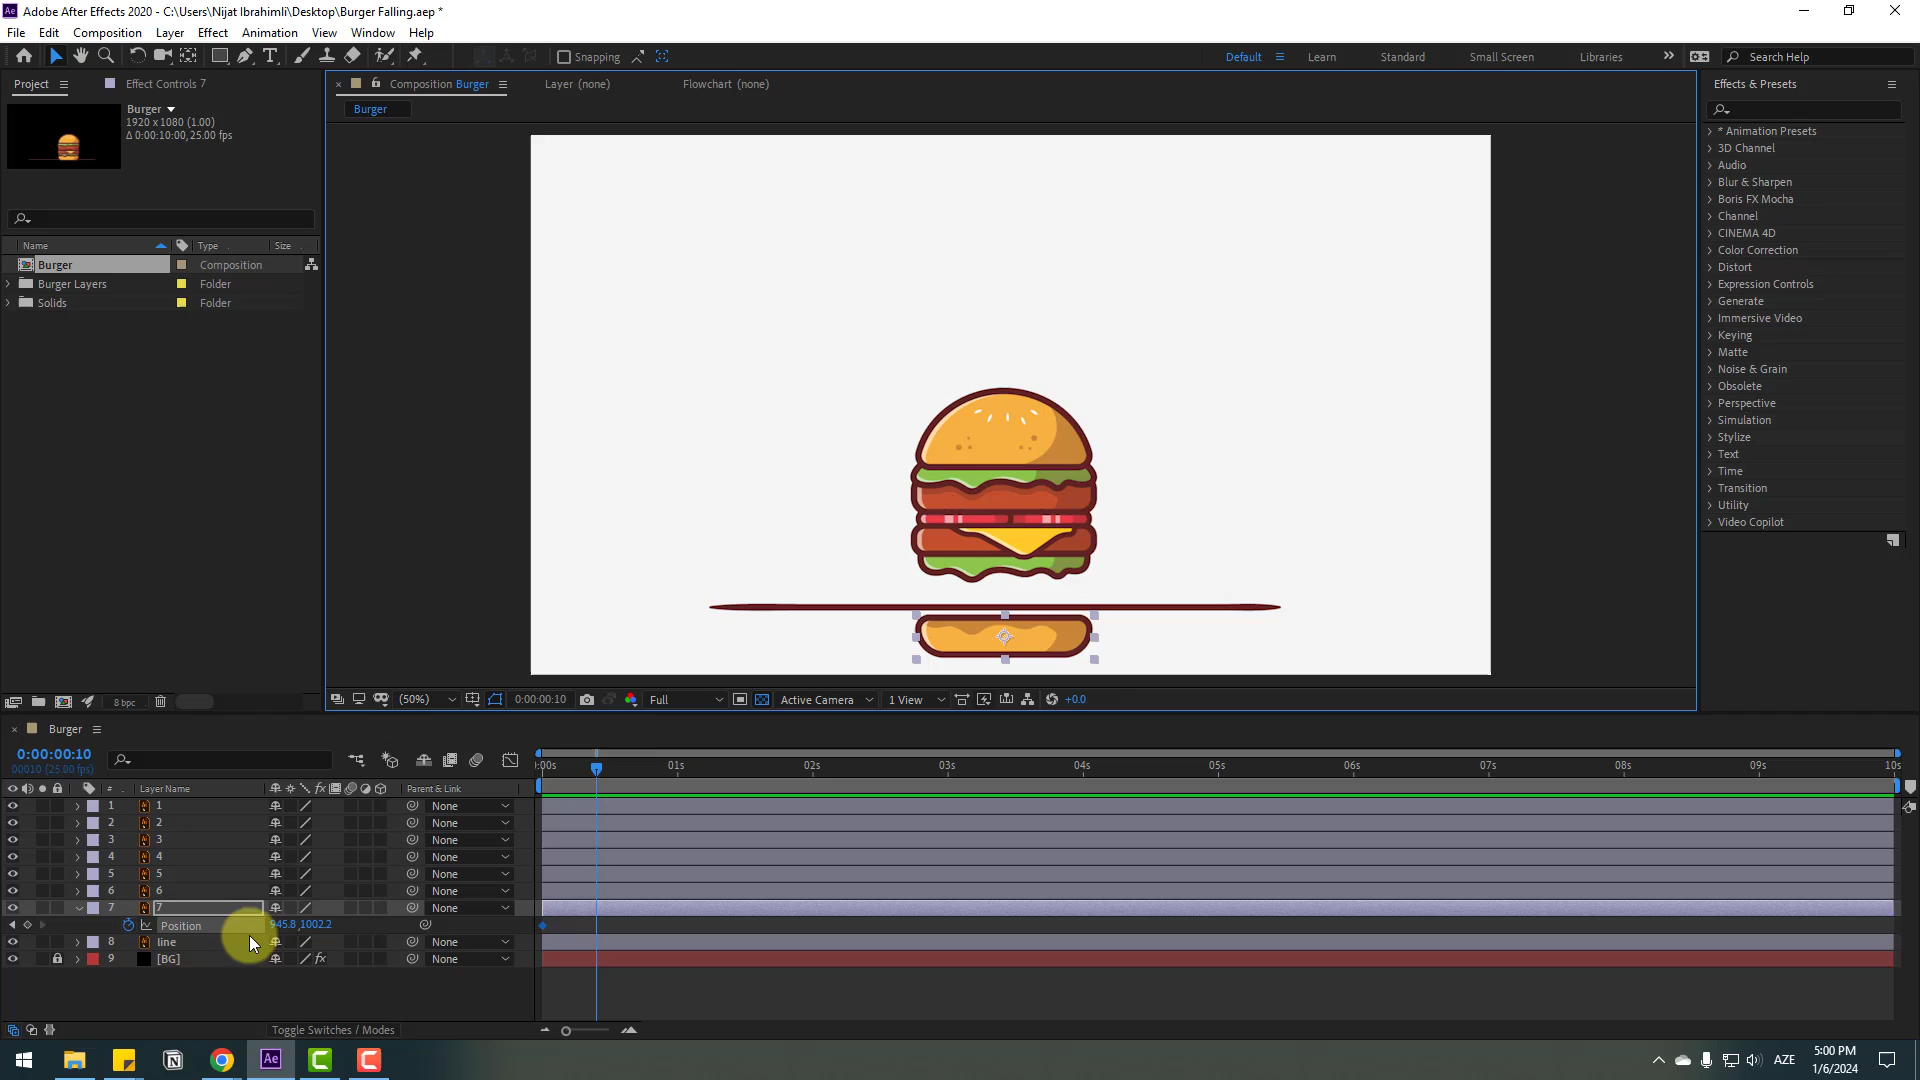 Adobe After Effects 2020 - C:\Users\Nijat Ibrahimli\Desktop\Burger Falling.aep *
File Edit Composition Layer Effect Animation View Window Help
Snapping
Default Learn Standard Small Screen Libraries Search Help
Project Effect Controls 7
Composition Burger Layer (none) Flowchart (none)
Effects & Presets
Burger
1920 x 1080 (1.00)
Δ 0:00:10:00, 25.00 fps
Burger
* Animation Presets
3D Channel
Audio
Blur & Sharpen
Boris FX Mocha
Channel
CINEMA 4D
Color Correction
Distort
Expression Controls
Generate
Immersive Video
Keying
Matte
Noise & Grain
Obsolete
Perspective
Simulation
Stylize
Text
Time
Transition
Utility
Video Copilot
Name Type Size
Burger Composition
Burger Layers Folder
Solids Folder
8 bpc
(50%) 0:00:00:10 Full Active Camera 1 View +0.0
Burger
0:00:00:10
00010 (25.00 fps)
:00s 01s 02s 03s 04s 05s 06s 07s 08s 09s 10s
# Layer Name fx Parent & Link
1 1 None
2 2 None
3 3 None
4 4 None
5 5 None
6 6 None
7 7 None
Position 945.8,1002.2
8 line None
9 [BG] fx None
Toggle Switches / Modes
Ae
AZE
5:00 PM
1/6/2024